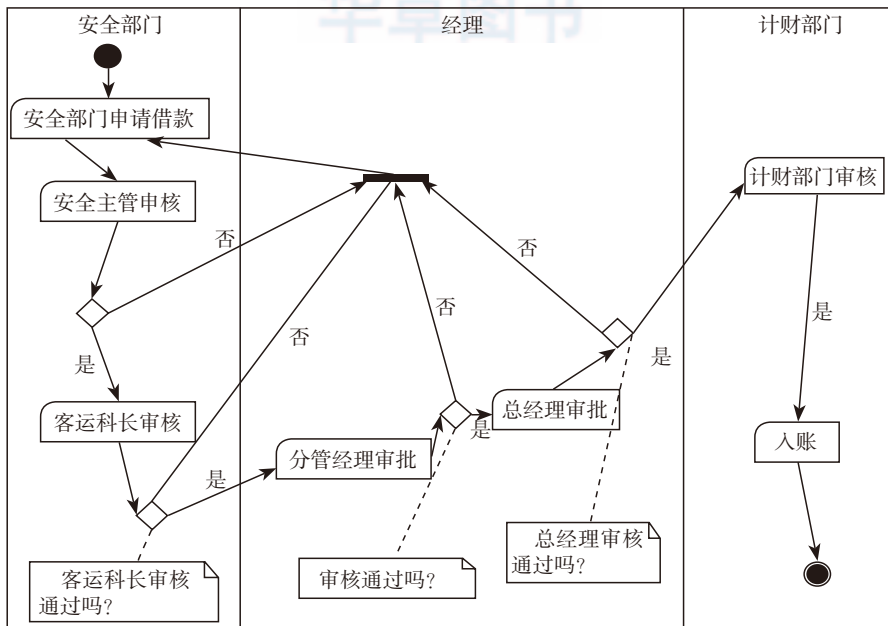 华章图书
安全部门
经理
计财部门
安全部门申请借款
安全主管审核
计财部门审核
否
否
否
否
是
是
是
客运科长审核
总经理审批
是
入账
分管经理审批
是
客运科长审核
通过吗?
审核通过吗?
总经理审核
通过吗?